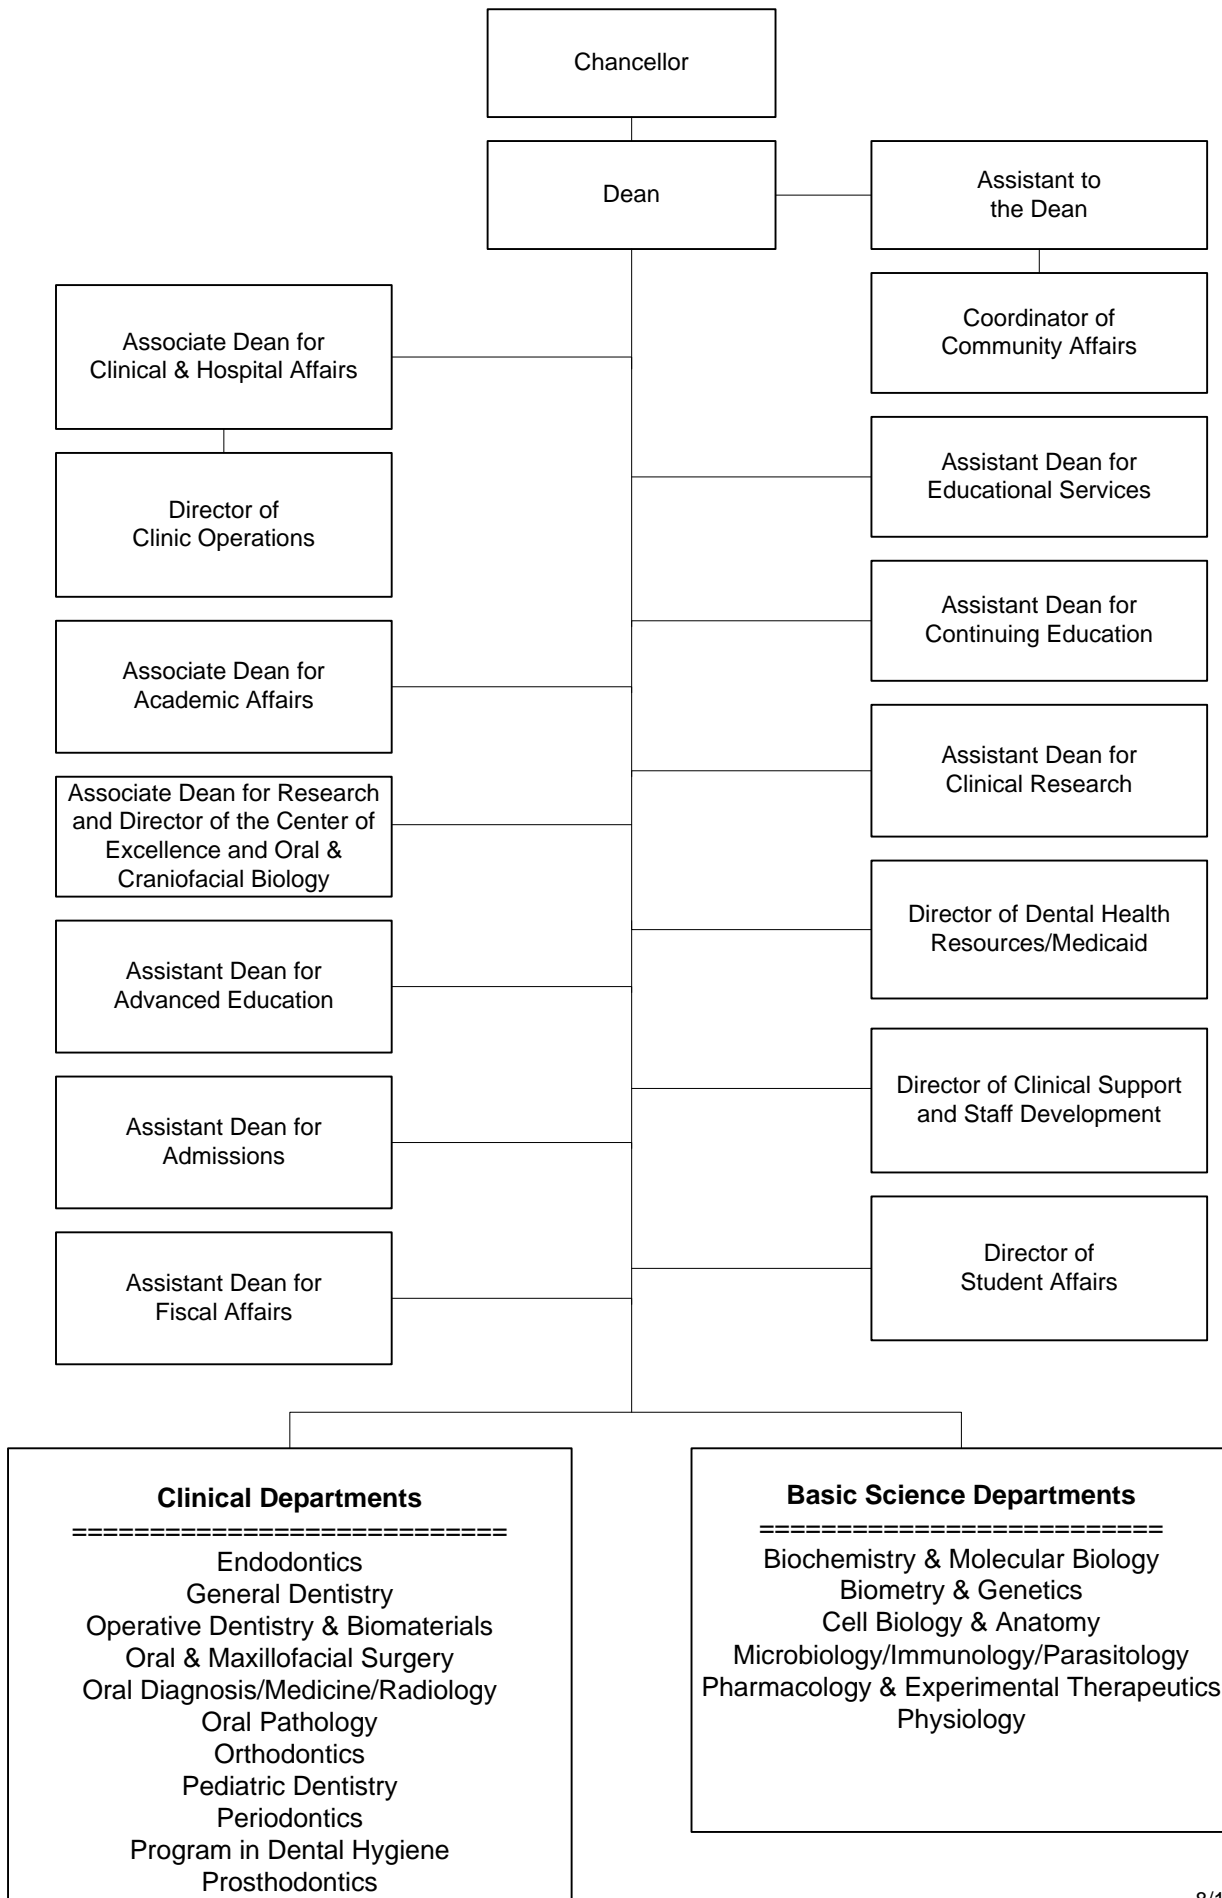 Chancellor
Dean
Assistant to
the Dean
Coordinator of
Community Affairs
Associate Dean for
Clinical & Hospital Affairs
Director of
Clinic Operations
Associate Dean for
Academic Affairs
Associate Dean for Research
and Director of the Center of
Excellence and Oral &
Craniofacial Biology
Assistant Dean for
Advanced Education
Assistant Dean for
Admissions
Assistant Dean for
Fiscal Affairs
Assistant Dean for
Educational Services
Assistant Dean for
Continuing Education
Assistant Dean for
Clinical Research
Director of Dental Health
Resources/Medicaid
Director of Clinical Support
and Staff Development
Director of
Student Affairs
Clinical Departments
============================
Endodontics
General Dentistry
Operative Dentistry & Biomaterials
Oral & Maxillofacial Surgery
Oral Diagnosis/Medicine/Radiology
Oral Pathology
Orthodontics
Pediatric Dentistry
Periodontics
Program in Dental Hygiene
Prosthodontics
Basic Science Departments
==========================
Biochemistry & Molecular Biology
Biometry & Genetics
Cell Biology & Anatomy
Microbiology/Immunology/Parasitology
Pharmacology & Experimental Therapeutics
Physiology